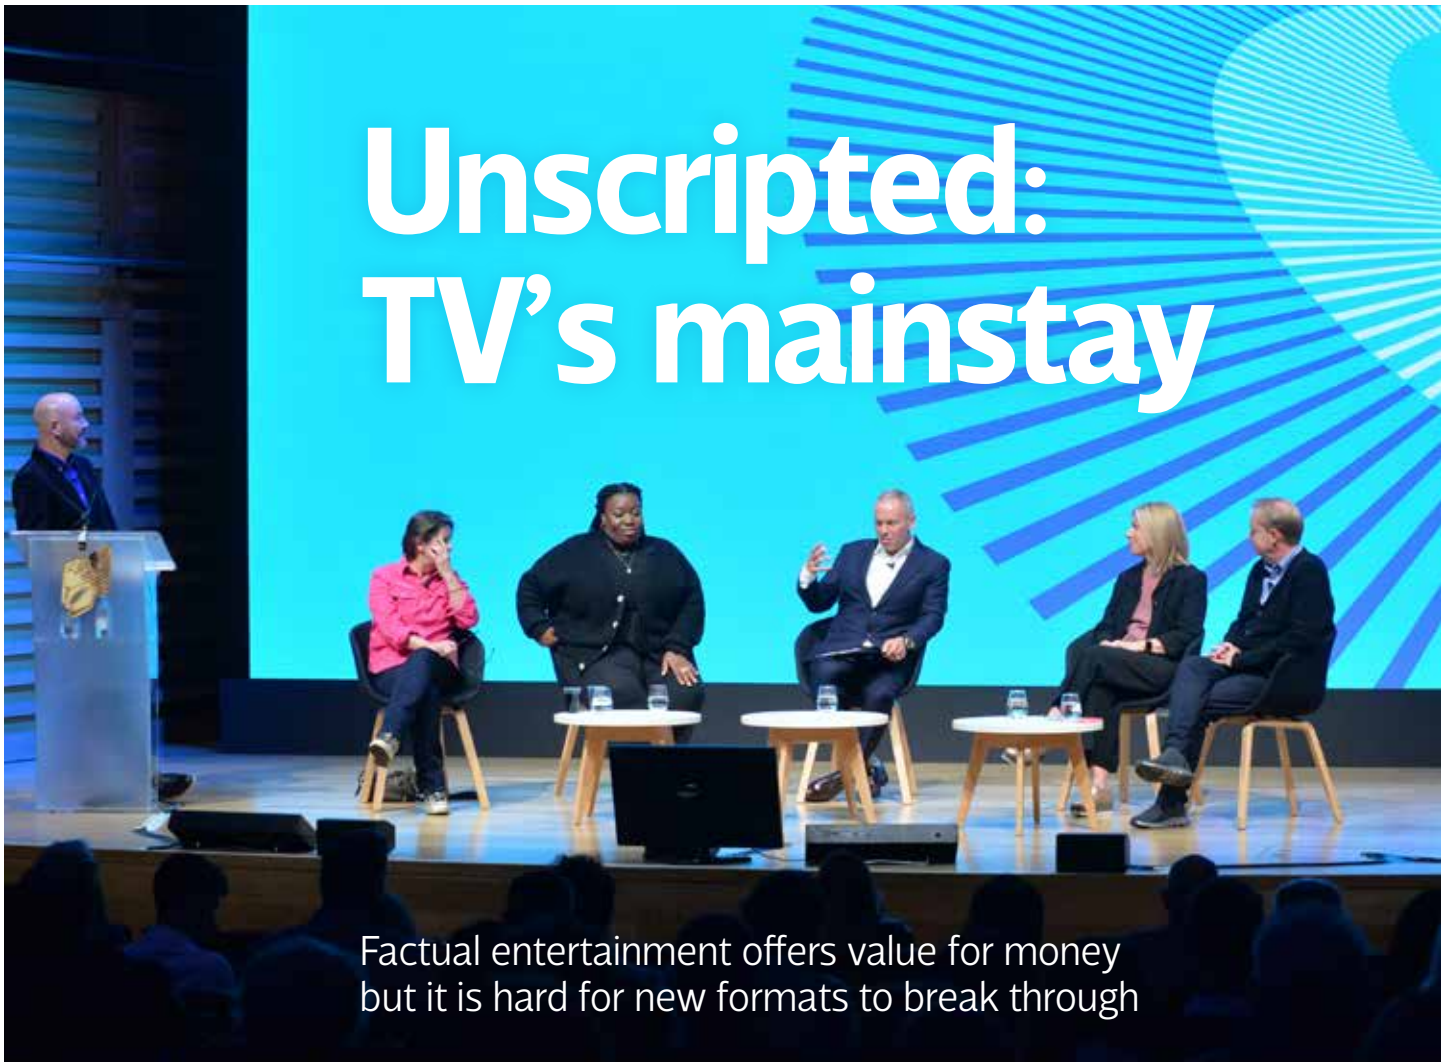 Unscripted:
TV’s mainstay
Factual entertainment offers value for money
but it is hard for new formats to break through